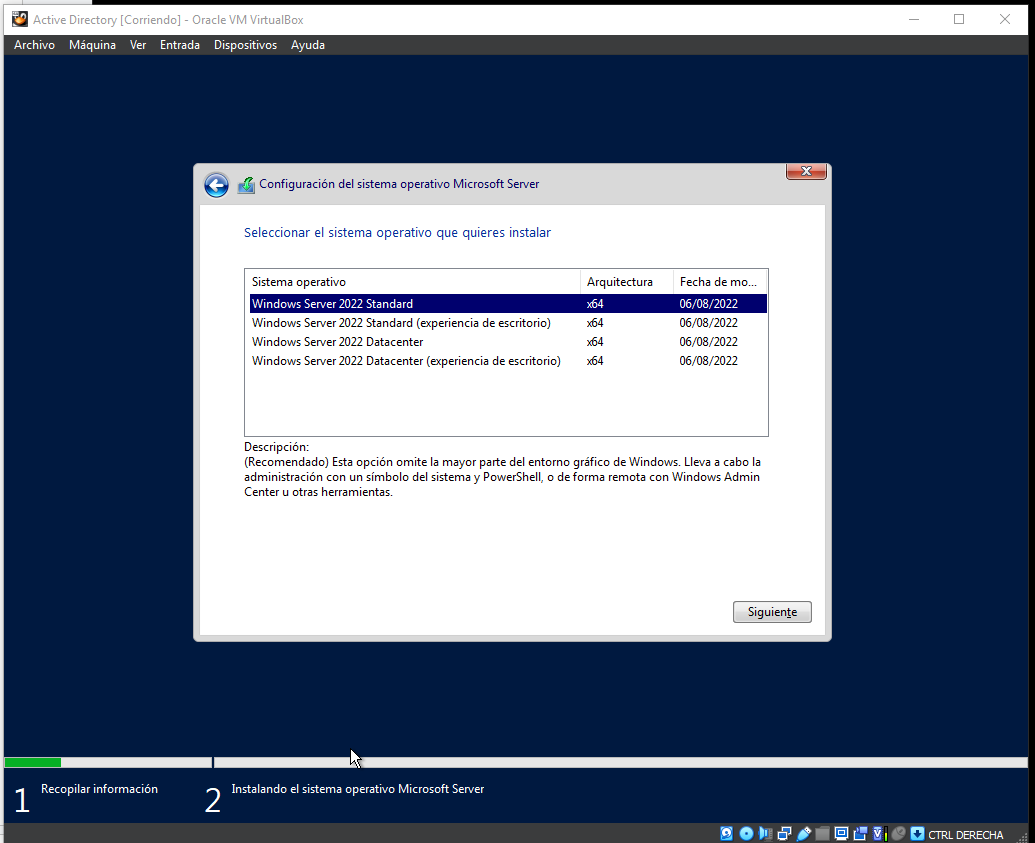 Active Directory [Corriendo] - Oracle VM VirtualBox
Archivo Máquina Ver Entrada Dispositivos Ayuda
Configuración del sistema operativo Microsoft Server
Seleccionar el sistema operativo que quieres instalar
Sistema operativo Arquitectura Fecha de mo...
Windows Server 2022 Standard x64 06/08/2022
Windows Server 2022 Standard (experiencia de escritorio) x64 06/08/2022
Windows Server 2022 Datacenter x64 06/08/2022
Windows Server 2022 Datacenter (experiencia de escritorio) x64 06/08/2022
Descripción:
(Recomendado) Esta opción omite la mayor parte del entorno gráfico de Windows. Lleva a cabo la
administración con un símbolo del sistema y PowerShell, o de forma remota con Windows Admin
Center u otras herramientas.
Siguiente
1 Recopilar información 2 Instalando el sistema operativo Microsoft Server
CTRL DERECHA